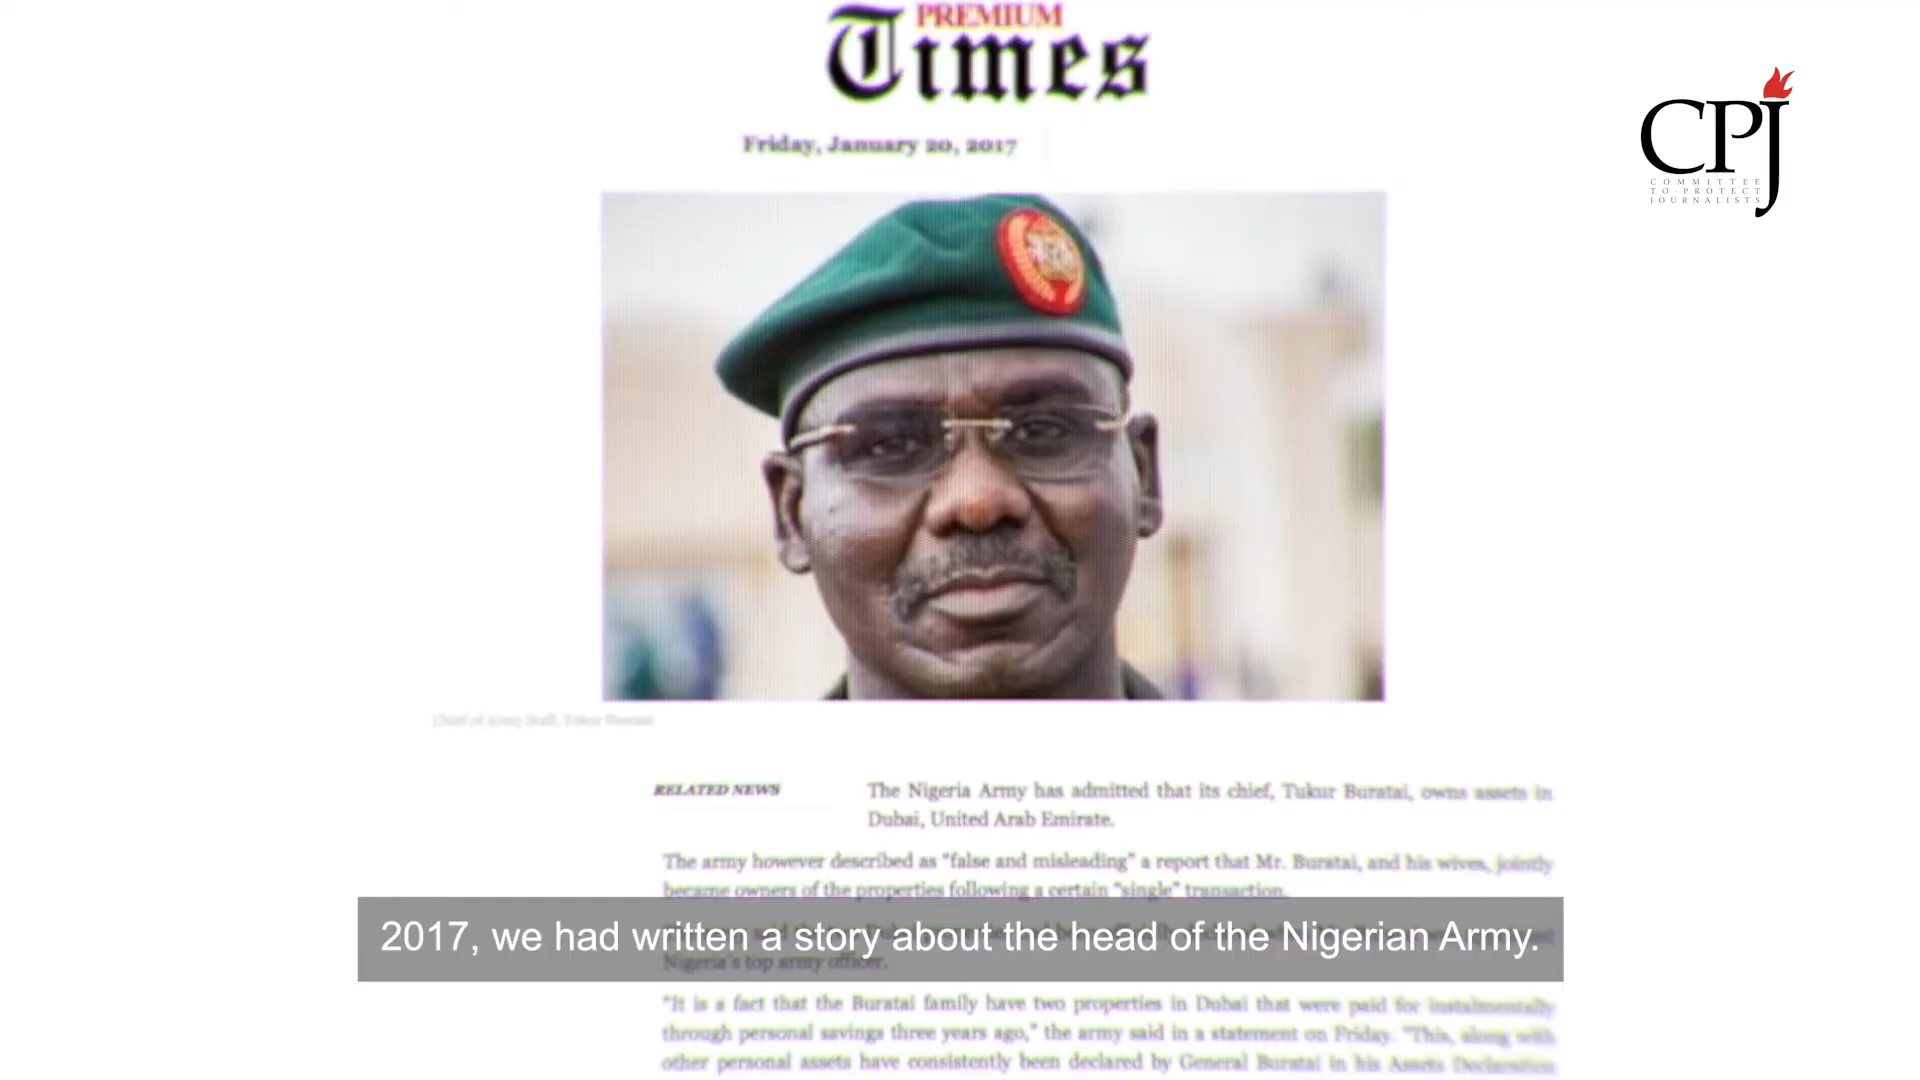 PREMIUM
Times
CPJ
COMMITTEE
TO PROTECT
JOURNALISTS
Friday, January 20, 2017
Chief of Army Staff, Tukur Buratai
RELATED NEWS
The Nigeria Army has admitted that its chief, Tukur Buratai, owns assets in
Dubai, United Arab Emirate.
The army however described as "false and misleading" a report that Mr. Buratai, and his wives, jointly
became owners of the properties following a certain "single" transaction.
2017, we had written a story about the head of the Nigerian Army.
Nigeria's top army officer.
"It is a fact that the Buratai family have two properties in Dubai that were paid for instalmentally
through personal savings three years ago," the army said in a statement on Friday. "This, along with
other personal assets have consistently been declared by General Buratai in his Assets Declaration